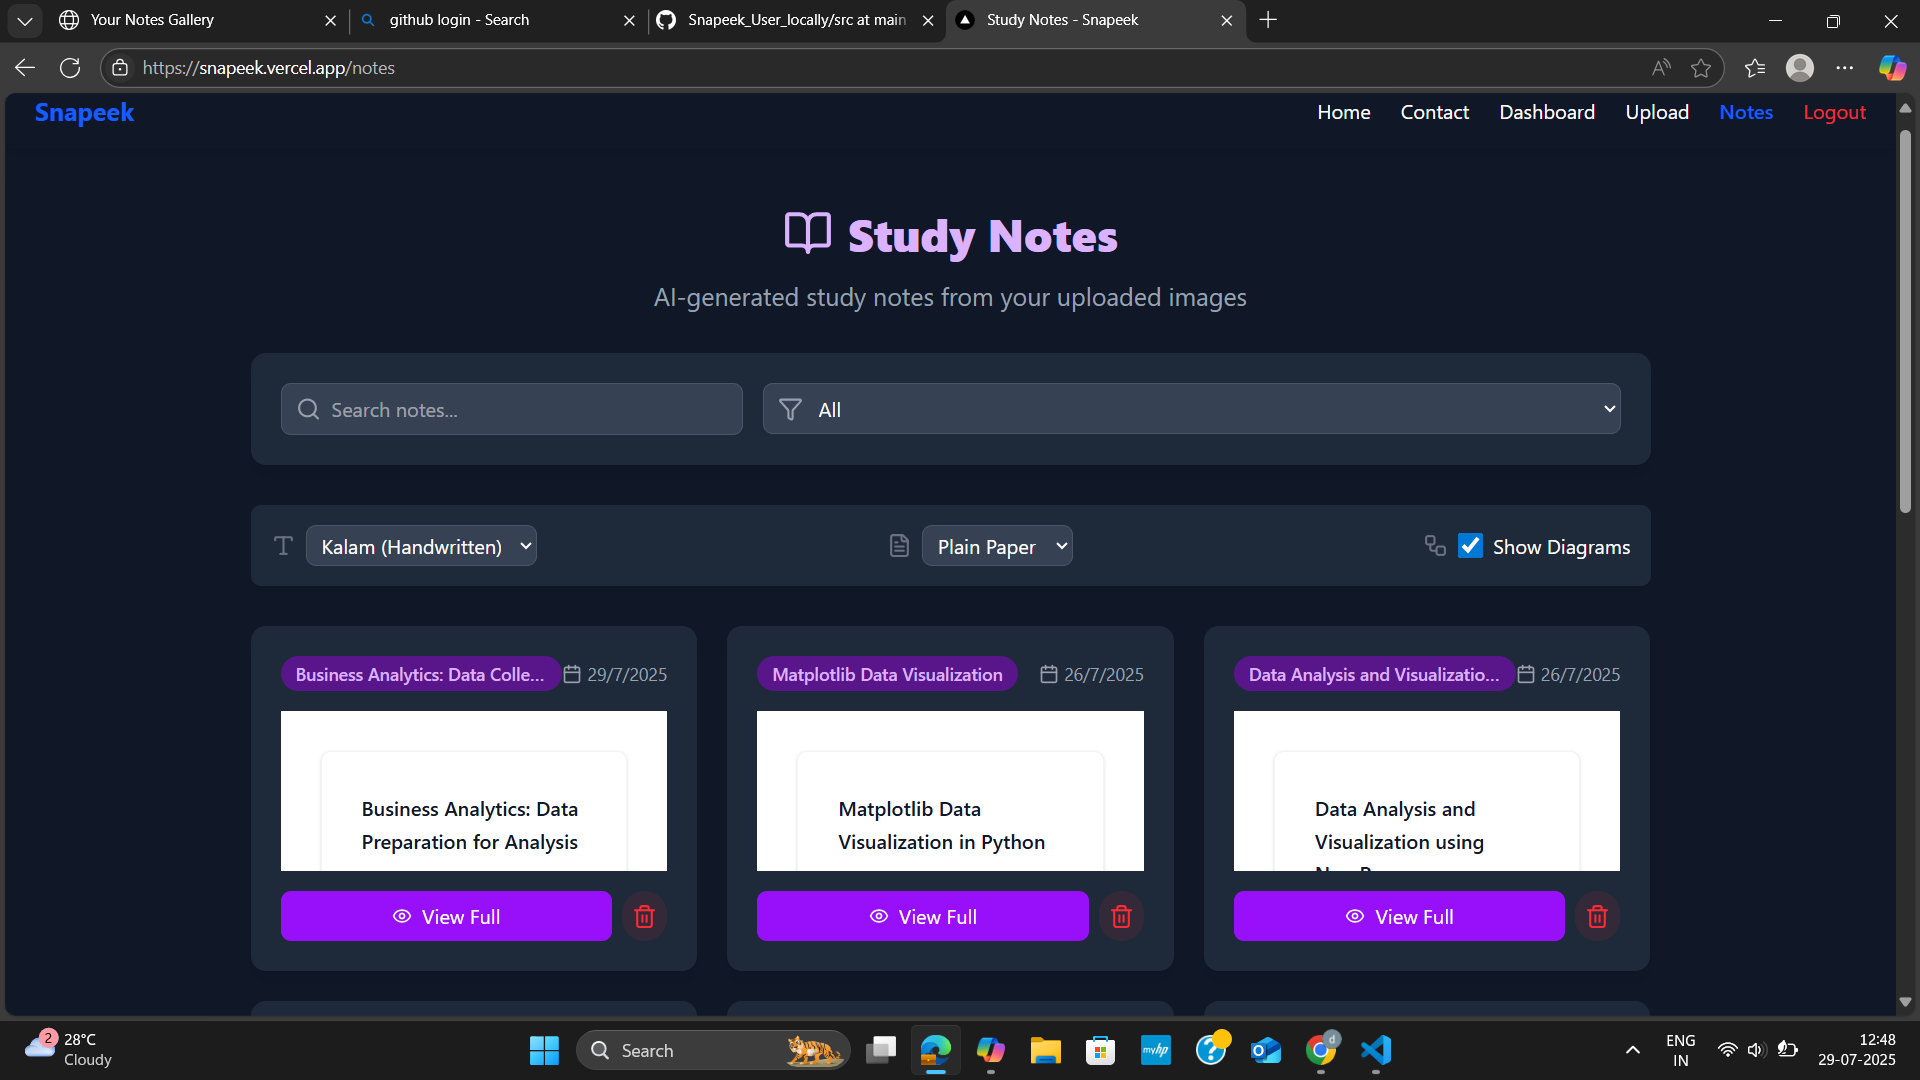 Your Notes Gallery
github login - Search
Snapeek_User_locally/src at main
Study Notes - Snapeek
https://snapeek.vercel.app/notes
Snapeek
Home Contact Dashboard Upload Notes Logout
Study Notes
AI-generated study notes from your uploaded images
Search notes...
All
Kalam (Handwritten)
Plain Paper
Show Diagrams
Business Analytics: Data Colle... 29/7/2025
Business Analytics: Data
Preparation for Analysis
View Full
Matplotlib Data Visualization 26/7/2025
Matplotlib Data
Visualization in Python
View Full
Data Analysis and Visualizatio... 26/7/2025
Data Analysis and
Visualization using
View Full
2
28°C
Cloudy
Search
myhp
d
ENG
IN
12:48
29-07-2025